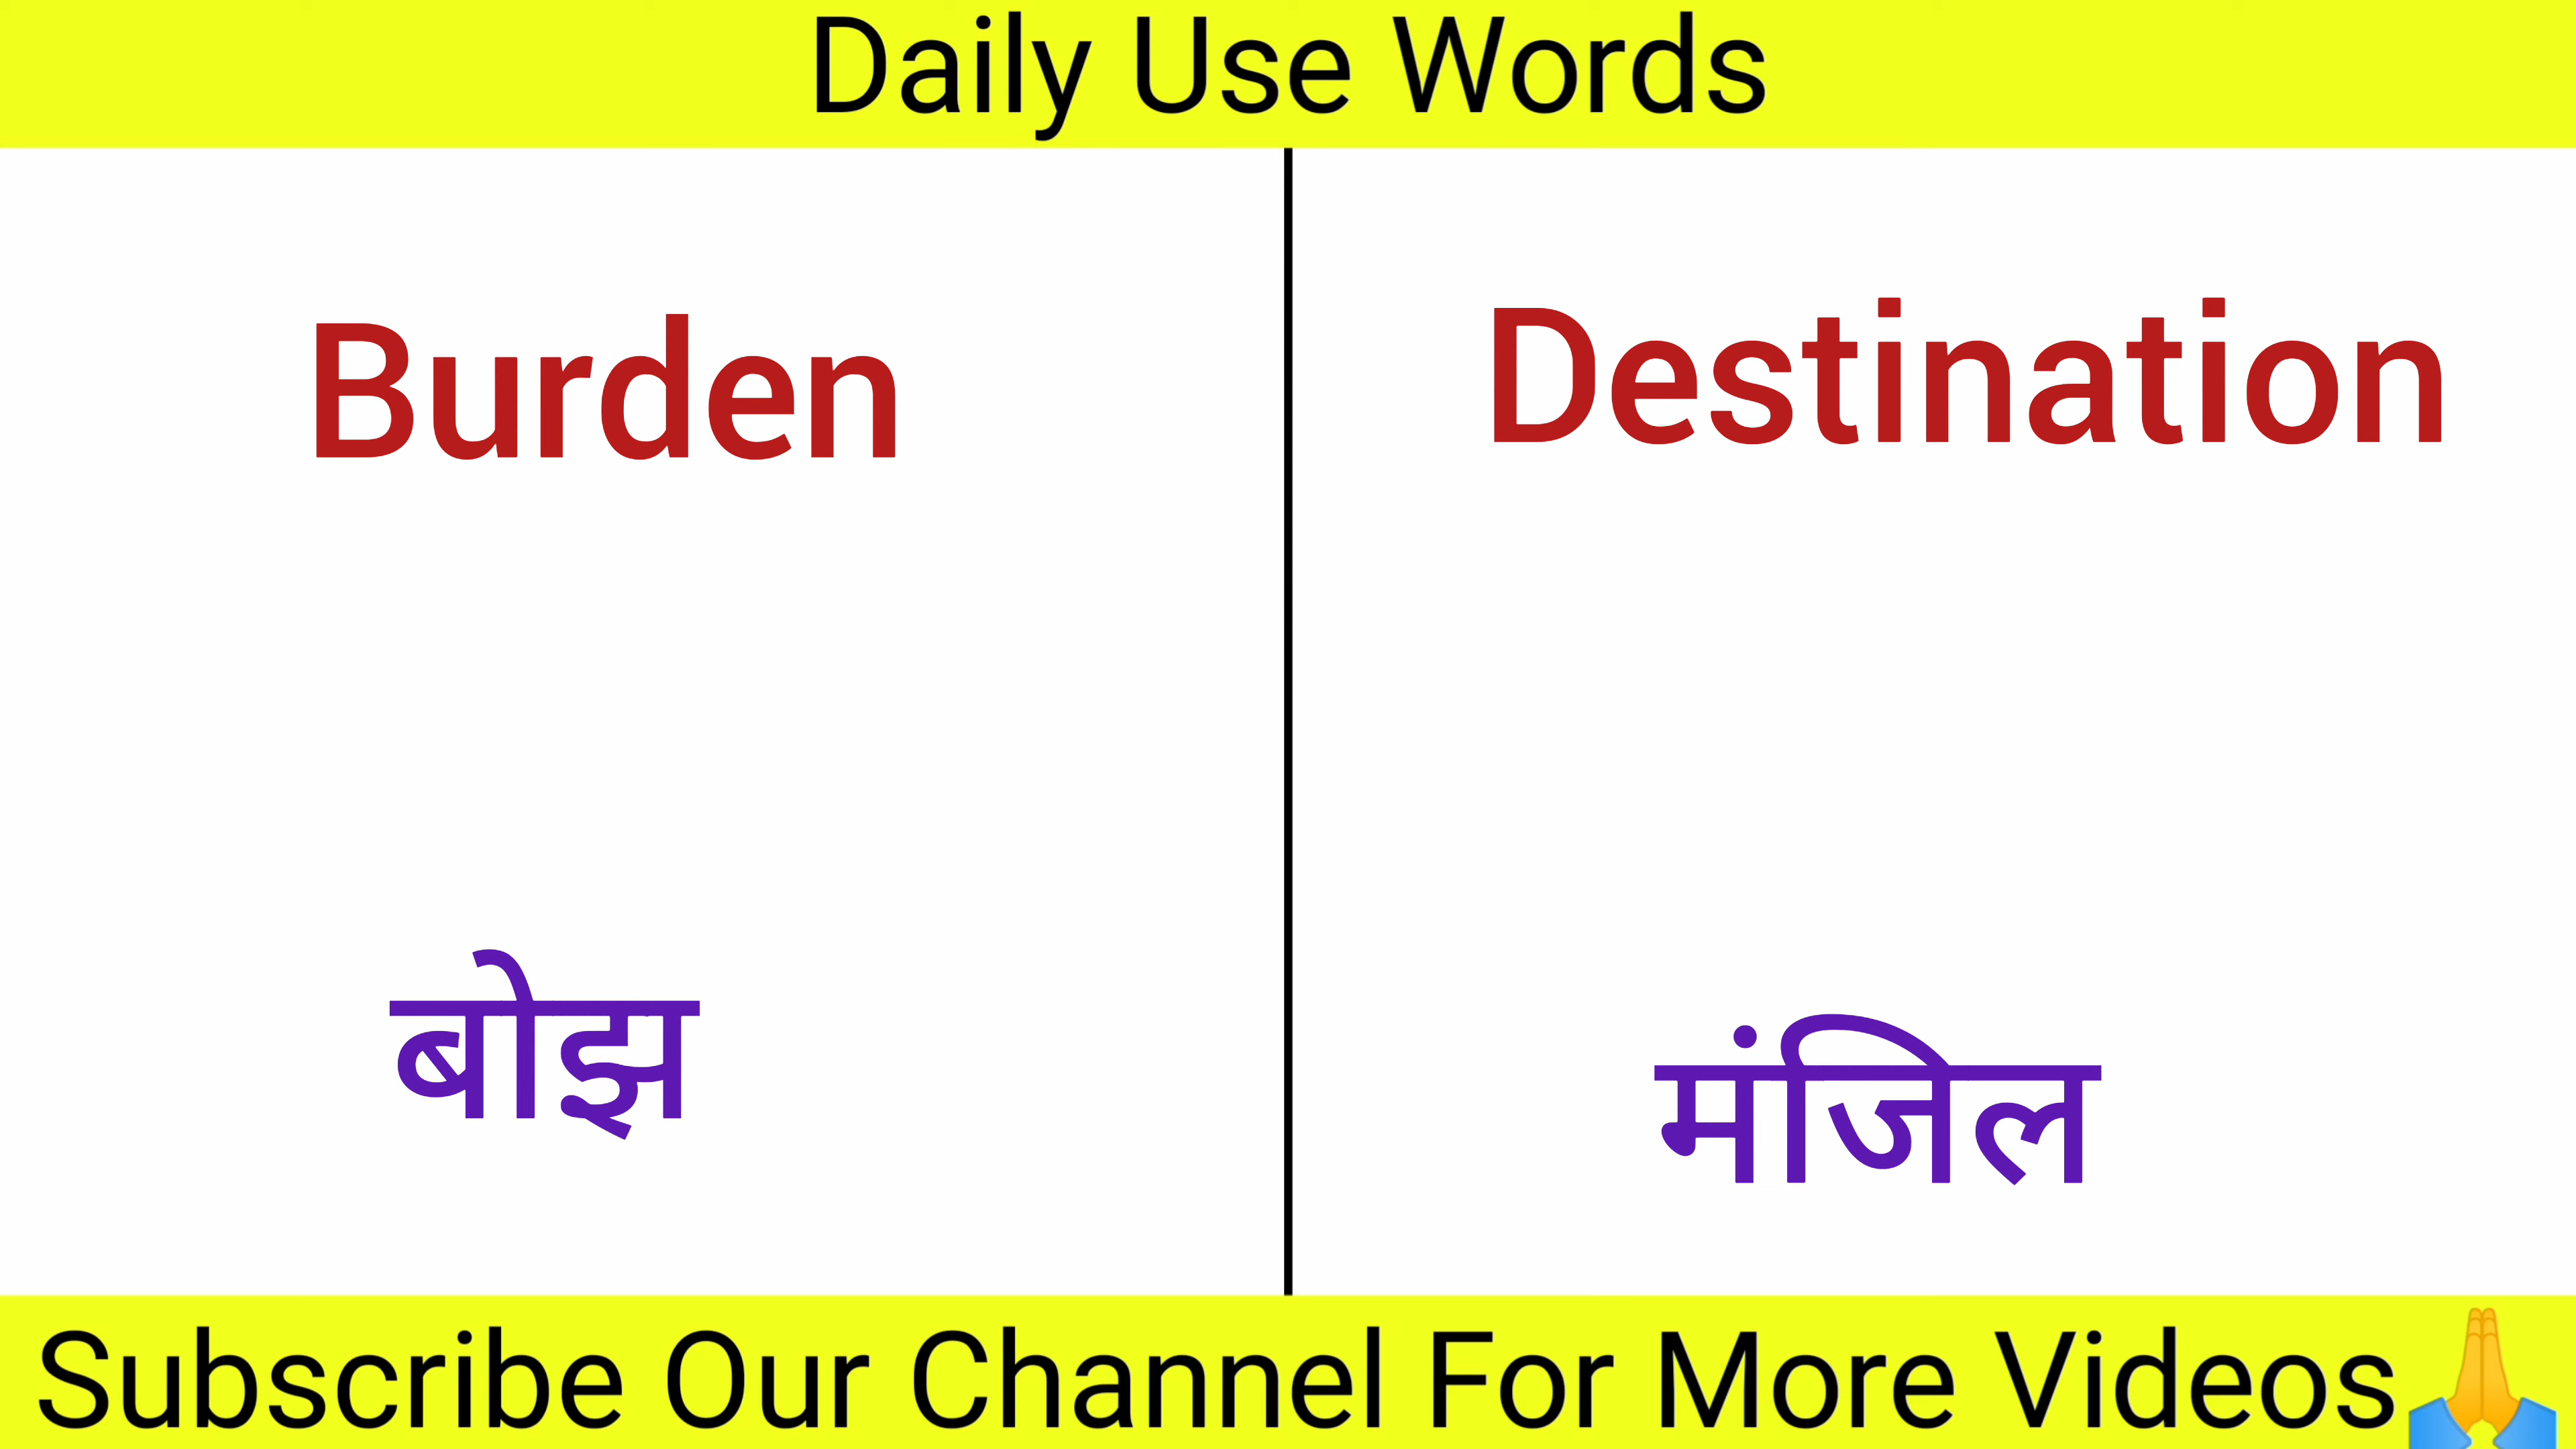 Daily Use Words
Burden
Destination
बोझ
मंजिल
Subscribe Our Channel For More Videos🙏